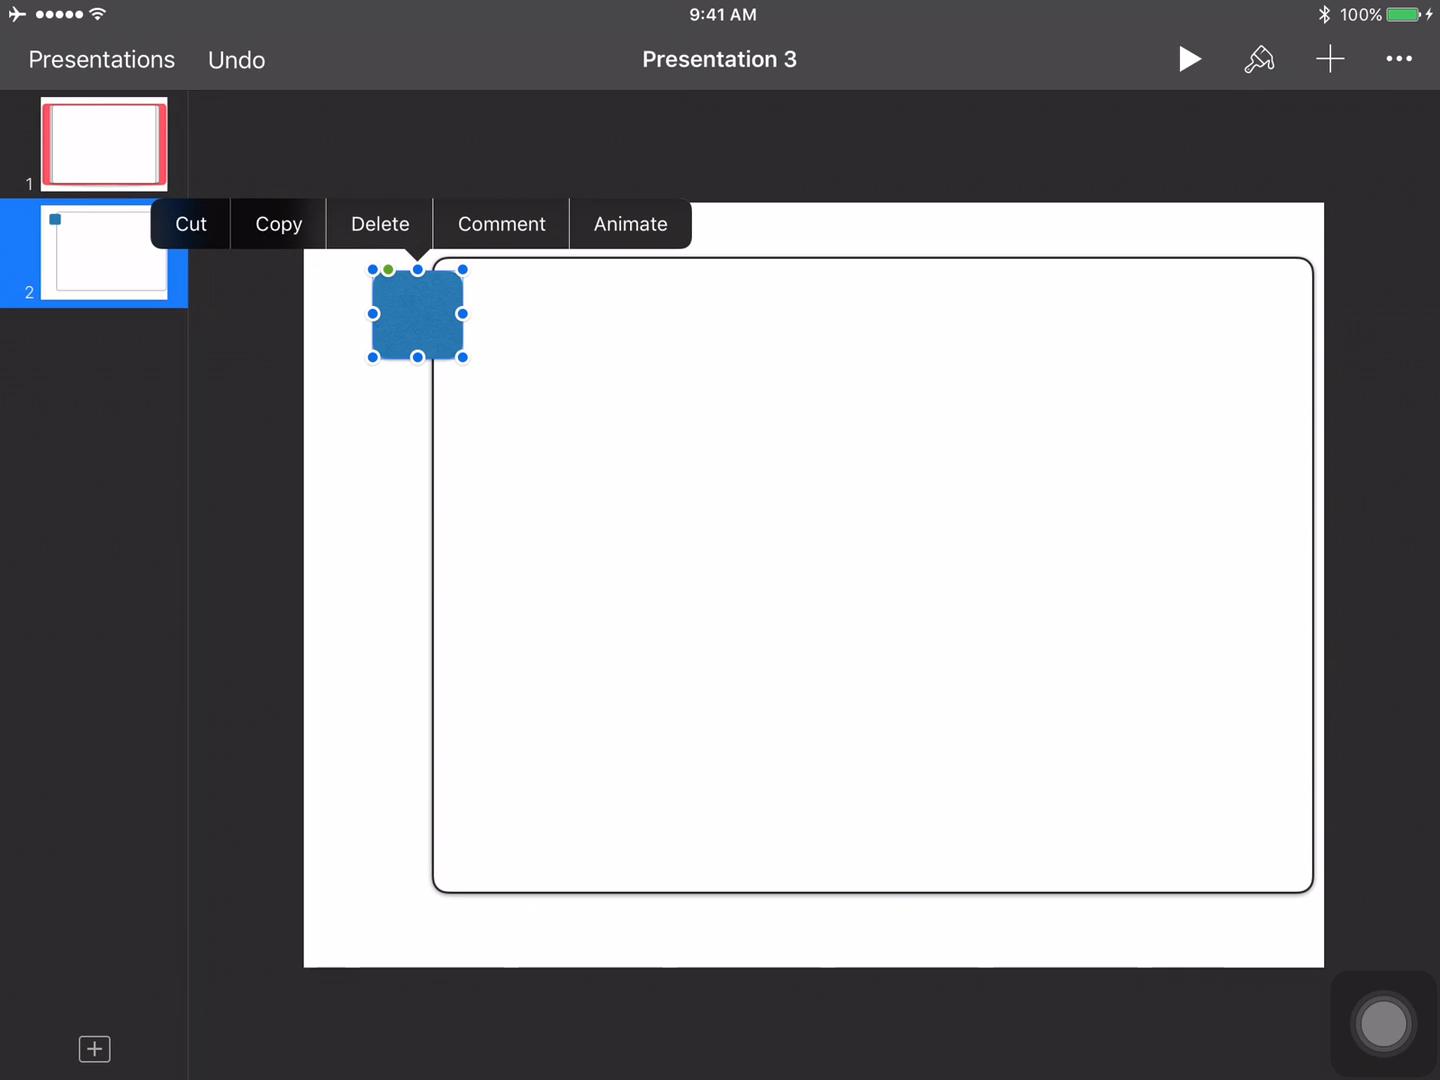 9:41 AM
100%
Presentations Undo Presentation 3
1
Cut Copy Delete Comment Animate
2